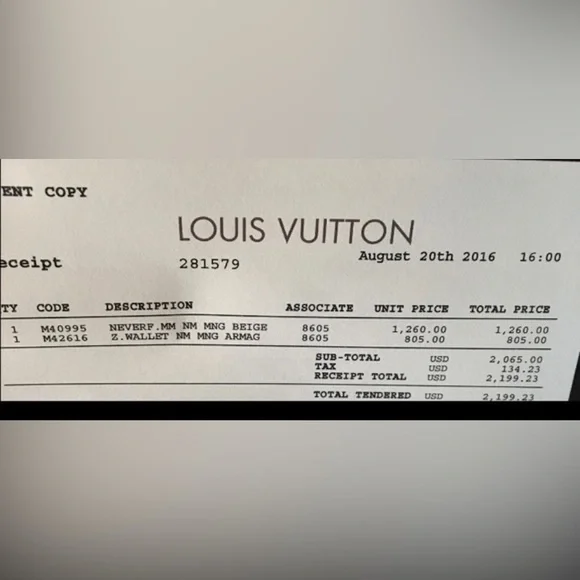 ENT COPY
LOUIS VUITTON
eceipt 281579 August 20th 2016 16:00
TY CODE DESCRIPTION ASSOCIATE UNIT PRICE TOTAL PRICE
1 M40995 NEVERF.MM NM MNG BEIGE 8605 1,260.00 1,260.00
1 M42616 Z.WALLET NM MNG ARMAG 8605 805.00 805.00
SUB-TOTAL USD 2,065.00
TAX USD 134.23
RECEIPT TOTAL USD 2,199.23
TOTAL TENDERED USD 2,199.23